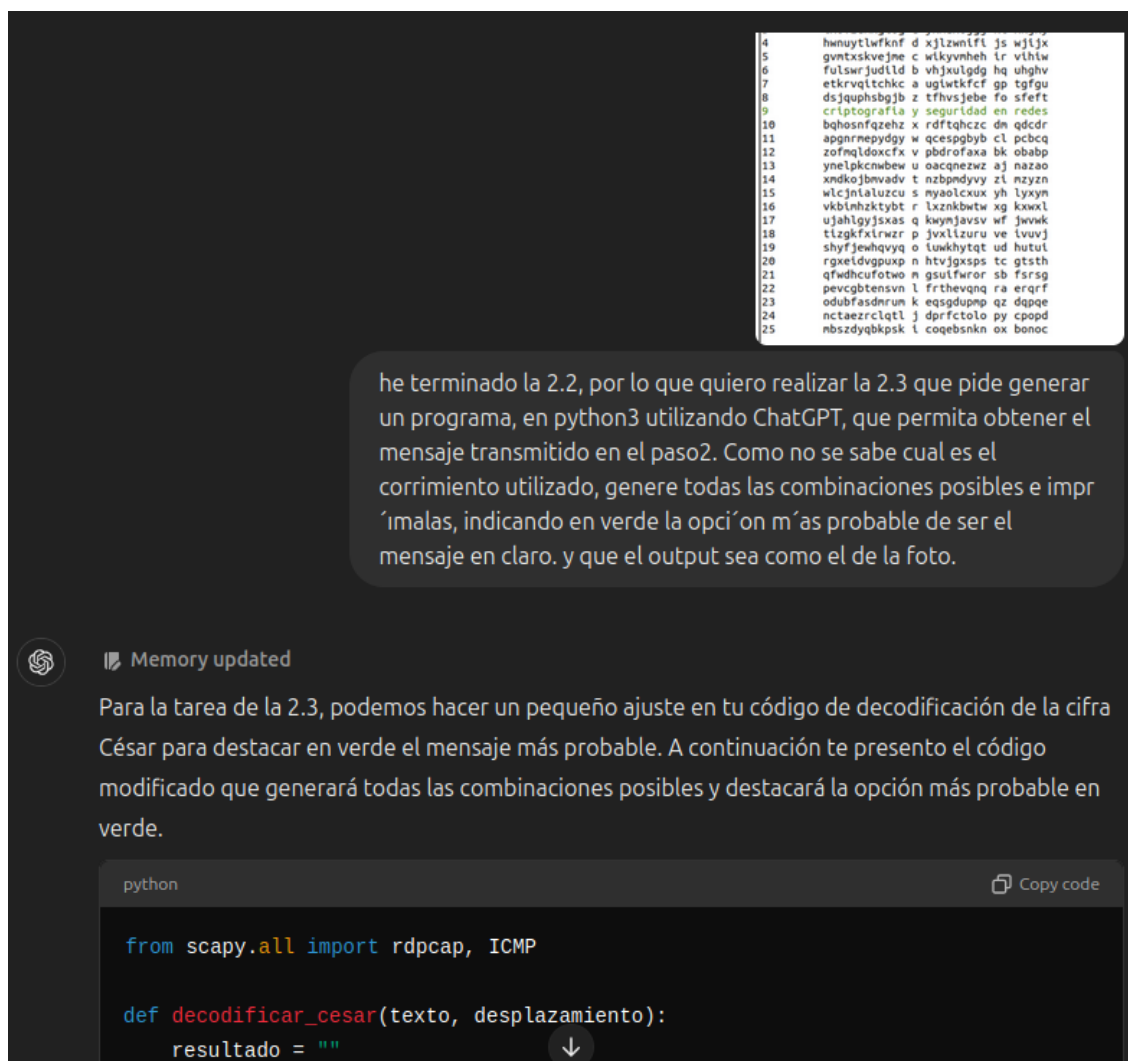 4 hwnuytlwfknf d xjlzwnifi js wjijx
5 gvmtxskvejme c wikyvmheh ir vihiw
6 fulswrjudild b vhjxulgdg hq uhghv
7 etkrvqitchkc a ugiwtkfcf gp tgfgu
8 dsjquphsbgjb z tfhvsjebe fo sfeft
9 criptografia y seguridad en redes
10 bqhosnfqzehz x rdftqhczc dm qdcdr
11 apgnrmepydgy w qcespgbyb cl pcbcq
12 zofmqldoxcfx v pbdrofaxa bk obabp
13 ynelpkcnwbew u oacqnezwz aj nazao
14 xmdkojbmvadv t nzbpmdyvy zi mzyzn
15 wlcjnialuzcu s myaolcxux yh lyxym
16 vkbimhzktybt r lxznkbwtw xg kxwxl
17 ujahlgyjsxas q kwymjavsv wf jwvwk
18 tizgkfxirwzr p jvxlizuru ve ivuvj
19 shyfjewhqvyq o iuwkhytqt ud hutui
20 rgxeidvgpuxp n htvjgxsps tc gtsth
21 qfwdhcufotwo m gsuifwror sb fsrsg
22 pevcgbtensvn l frthevqnq ra erqrf
23 odubfasdmrum k eqsgdupmp qz dqpqe
24 nctaezrclqtl j dprfctolo py cpopd
25 mbszdyqbkpsk i coqebsnkn ox bonoc
he terminado la 2.2, por lo que quiero realizar la 2.3 que pide generar
un programa, en python3 utilizando ChatGPT, que permita obtener el
mensaje transmitido en el paso2. Como no se sabe cual es el
corrimiento utilizado, genere todas las combinaciones posibles e impr
´ımalas, indicando en verde la opci´on m´as probable de ser el
mensaje en claro. y que el output sea como el de la foto.
Memory updated
Para la tarea de la 2.3, podemos hacer un pequeño ajuste en tu código de decodificación de la cifra
César para destacar en verde el mensaje más probable. A continuación te presento el código
modificado que generará todas las combinaciones posibles y destacará la opción más probable en
verde.
python Copy code
from scapy.all import rdpcap, ICMP
def decodificar_cesar(texto, desplazamiento):
resultado = ""